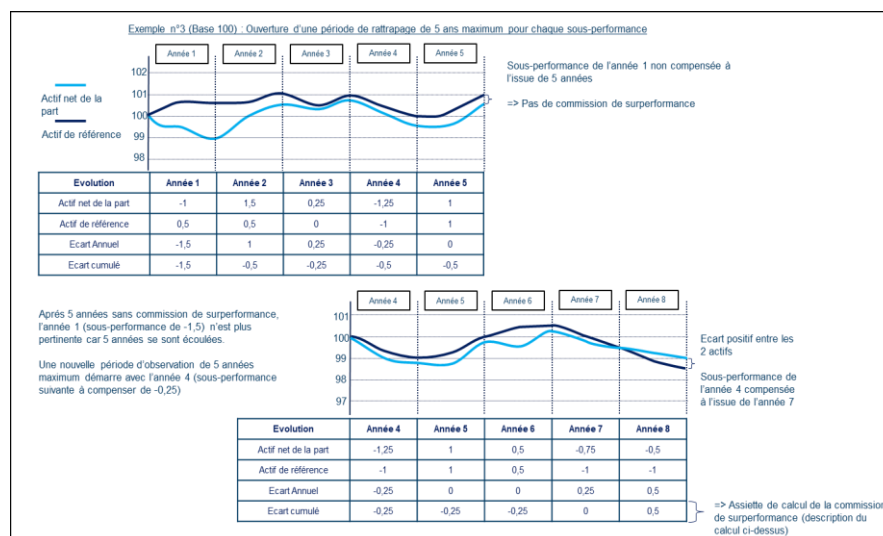 Exemple n°3 (Base 100) : Ouverture d'une période de rattrapage de 5 ans maximum pour chaque sous-performance
Année 1 Année 2 Année 3 Année 4 Année 5
102
101
100
99
98
Actif net de la
part
Actif de référence
Sous-performance de l'année 1 non compensée à
l'issue de 5 années
=> Pas de commission de surperformance
Evolution Année 1 Année 2 Année 3 Année 4 Année 5
Actif net de la part -1 1,5 0,25 -1,25 1
Actif de référence 0,5 0,5 0 -1 1
Ecart Annuel -1,5 1 0,25 -0,25 0
Ecart cumulé -1,5 -0,5 -0,25 -0,5 -0,5
Aprés 5 années sans commission de surperformance,
l'année 1 (sous-performance de -1,5) n'est plus
pertinente car 5 années se sont écoulées.
Une nouvelle période d'observation de 5 années
maximum démarre avec l'année 4 (sous-performance
suivante à compenser de -0,25)
Année 4 Année 5 Année 6 Année 7 Année 8
101
100
99
98
97
Ecart positif entre les
2 actifs
Sous-performance de
l'année 4 compensée
à l'issue de l'année 7
Evolution Année 4 Année 5 Année 6 Année 7 Année 8
Actif net de la part -1,25 1 0,5 -0,75 -0,5
Actif de référence -1 1 0,5 -1 -1
Ecart Annuel -0,25 0 0 0,25 0,5
Ecart cumulé -0,25 -0,25 -0,25 0 0,5
=> Assiette de calcul de la commission
de surperformance (description du
calcul ci-dessus)